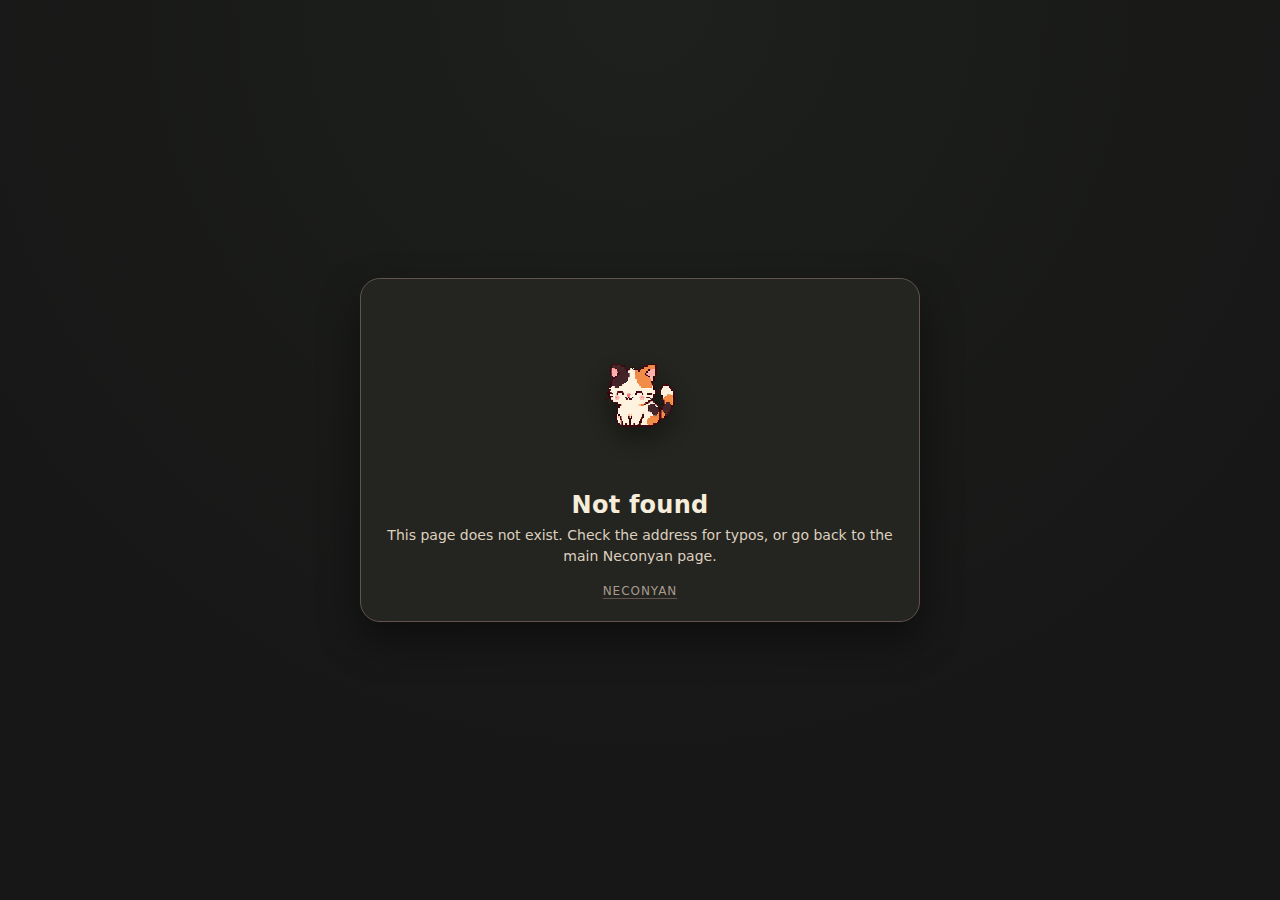 Not found
This page does not exist. Check the address for typos, or go back to the
main Neconyan page.
NECONYAN